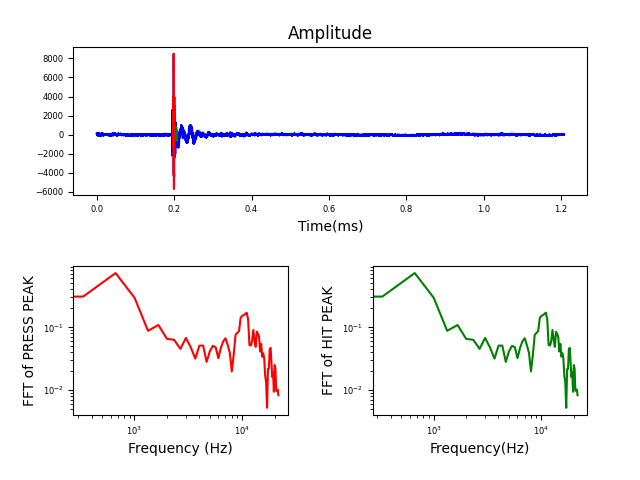 Amplitude
8000
6000
4000
2000
0
−2000
−4000
−6000
0.0 0.2 0.4 0.6 0.8 1.0 1.2
Time(ms)
FFT of PRESS PEAK
10⁻¹
10⁻²
10³ 10⁴
Frequency (Hz)
FFT of HIT PEAK
10⁻¹
10⁻²
10³ 10⁴
Frequency(Hz)